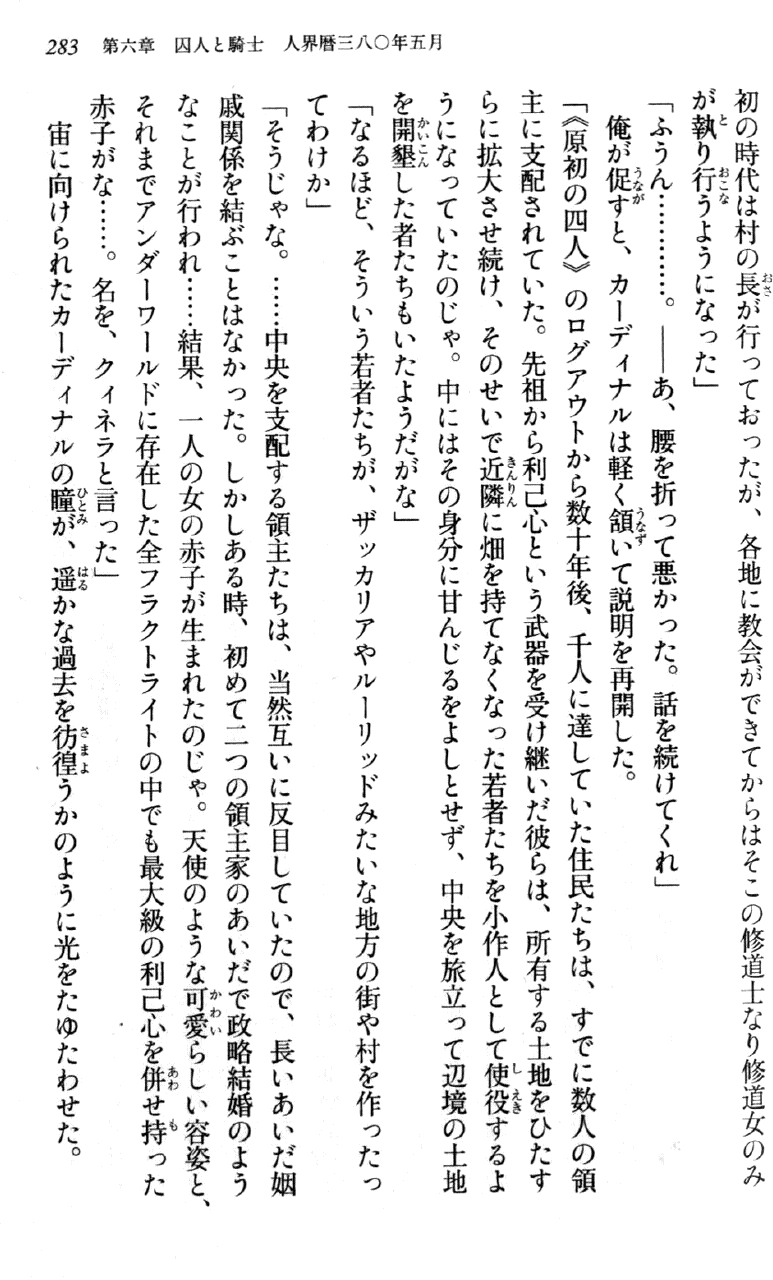 283 第六章 囚人と騎士 人界暦三八〇年五月
初の時代は村の長が行っておったが、各地に教会ができてからはそこの修道士なり修道女のみ
が執り行うようになった」
「ふうん…………。――あ、腰を折って悪かった。話を続けてくれ」
俺が促すと、カーディナルは軽く頷いて説明を再開した。
「《原初の四人》のログアウトから数十年後、千人に達していた住民たちは、すでに数人の領
主に支配されていた。先祖から利己心という武器を受け継いだ彼らは、所有する土地をひたす
らに拡大させ続け、そのせいで近隣に畑を持てなくなった若者たちを小作人として使役するよ
うになっていたのじゃ。中にはその身分に甘んじるをよしとせず、中央を旅立って辺境の土地
を開墾した者たちもいたようだがな」
「なるほど、そういう若者たちが、ザッカリアやルーリッドみたいな地方の街や村を作ったっ
てわけか」
「そうじゃな。……中央を支配する領主たちは、当然互いに反目していたので、長いあいだ姻
戚関係を結ぶことはなかった。しかしある時、初めて二つの領主家のあいだで政略結婚のよう
なことが行われ……結果、一人の女の赤子が生まれたのじゃ。天使のような可愛らしい容姿と、
それまでアンダーワールドに存在した全フラクトライトの中でも最大級の利己心を併せ持った
赤子がな……。名を、クィネラと言った」
宙に向けられたカーディナルの瞳が、遥かな過去を彷徨うかのように光をたゆたわせた。